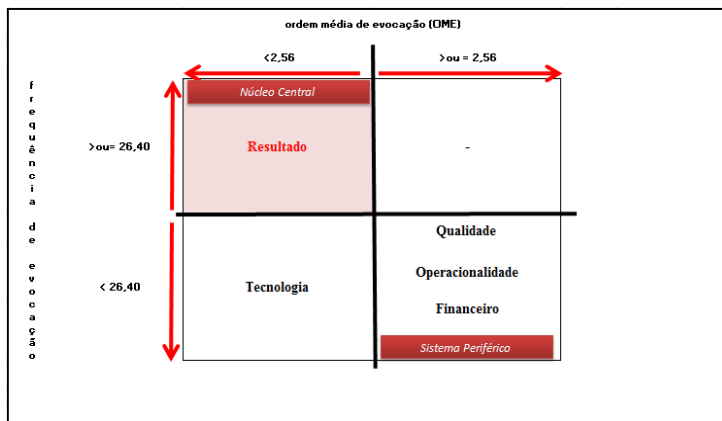 ordem média de evocação (OME)
<2,56
>ou = 2,56
frequência de evocação
Núcleo Central
>ou= 26,40
Resultado
-
Qualidade
Operacionalidade
< 26,40
Tecnologia
Financeiro
Sistema Periférico